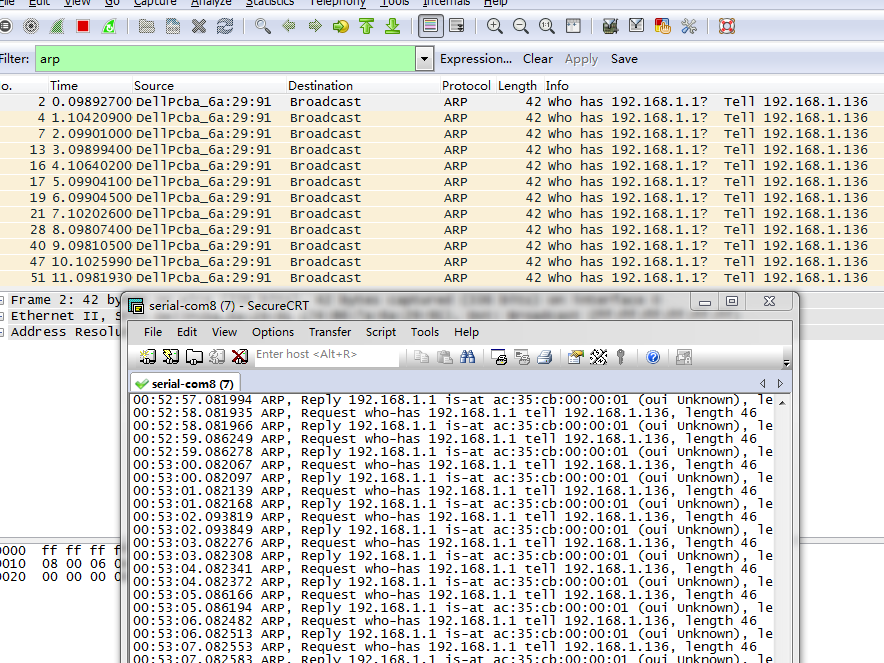 File Edit View Go Capture Analyze Statistics Telephony Tools Internals Help
Filter: arp Expression... Clear Apply Save
o. Time Source Destination Protocol Length Info
2 0.09892700 DellPcba_6a:29:91 Broadcast ARP 42 Who has 192.168.1.1? Tell 192.168.1.136
4 1.10420900 DellPcba_6a:29:91 Broadcast ARP 42 Who has 192.168.1.1? Tell 192.168.1.136
7 2.09901000 DellPcba_6a:29:91 Broadcast ARP 42 Who has 192.168.1.1? Tell 192.168.1.136
13 3.09899400 DellPcba_6a:29:91 Broadcast ARP 42 Who has 192.168.1.1? Tell 192.168.1.136
16 4.10640200 DellPcba_6a:29:91 Broadcast ARP 42 Who has 192.168.1.1? Tell 192.168.1.136
17 5.09904100 DellPcba_6a:29:91 Broadcast ARP 42 Who has 192.168.1.1? Tell 192.168.1.136
19 6.09904500 DellPcba_6a:29:91 Broadcast ARP 42 Who has 192.168.1.1? Tell 192.168.1.136
21 7.10202600 DellPcba_6a:29:91 Broadcast ARP 42 Who has 192.168.1.1? Tell 192.168.1.136
28 8.09807400 DellPcba_6a:29:91 Broadcast ARP 42 Who has 192.168.1.1? Tell 192.168.1.136
40 9.09810500 DellPcba_6a:29:91 Broadcast ARP 42 Who has 192.168.1.1? Tell 192.168.1.136
47 10.1025990 DellPcba_6a:29:91 Broadcast ARP 42 Who has 192.168.1.1? Tell 192.168.1.136
51 11.0981930 DellPcba_6a:29:91 Broadcast ARP 42 Who has 192.168.1.1? Tell 192.168.1.136
Frame 2: 42 by
Ethernet II, S
Address Resolu
serial-com8 (7) - SecureCRT
File Edit View Options Transfer Script Tools Help
Enter host <Alt+R>
serial-com8 (7)
00:52:57.081994 ARP, Reply 192.168.1.1 is-at ac:35:cb:00:00:01 (oui Unknown), le
00:52:58.081935 ARP, Request who-has 192.168.1.1 tell 192.168.1.136, length 46
00:52:58.081966 ARP, Reply 192.168.1.1 is-at ac:35:cb:00:00:01 (oui Unknown), le
00:52:59.086249 ARP, Request who-has 192.168.1.1 tell 192.168.1.136, length 46
00:52:59.086278 ARP, Reply 192.168.1.1 is-at ac:35:cb:00:00:01 (oui Unknown), le
00:53:00.082067 ARP, Request who-has 192.168.1.1 tell 192.168.1.136, length 46
00:53:00.082097 ARP, Reply 192.168.1.1 is-at ac:35:cb:00:00:01 (oui Unknown), le
00:53:01.082139 ARP, Request who-has 192.168.1.1 tell 192.168.1.136, length 46
00:53:01.082168 ARP, Reply 192.168.1.1 is-at ac:35:cb:00:00:01 (oui Unknown), le
00:53:02.093819 ARP, Request who-has 192.168.1.1 tell 192.168.1.136, length 46
00:53:02.093849 ARP, Reply 192.168.1.1 is-at ac:35:cb:00:00:01 (oui Unknown), le
00:53:03.082276 ARP, Request who-has 192.168.1.1 tell 192.168.1.136, length 46
00:53:03.082308 ARP, Reply 192.168.1.1 is-at ac:35:cb:00:00:01 (oui Unknown), le
00:53:04.082341 ARP, Request who-has 192.168.1.1 tell 192.168.1.136, length 46
00:53:04.082372 ARP, Reply 192.168.1.1 is-at ac:35:cb:00:00:01 (oui Unknown), le
00:53:05.086166 ARP, Request who-has 192.168.1.1 tell 192.168.1.136, length 46
00:53:05.086194 ARP, Reply 192.168.1.1 is-at ac:35:cb:00:00:01 (oui Unknown), le
00:53:06.082482 ARP, Request who-has 192.168.1.1 tell 192.168.1.136, length 46
00:53:06.082513 ARP, Reply 192.168.1.1 is-at ac:35:cb:00:00:01 (oui Unknown), le
00:53:07.082553 ARP, Request who-has 192.168.1.1 tell 192.168.1.136, length 46
00:53:07.082583 ARP, Reply 192.168.1.1 is-at ac:35:cb:00:00:01 (oui Unknown), le
0000 ff ff ff f
0010 08 00 06 0
0020 00 00 00 0